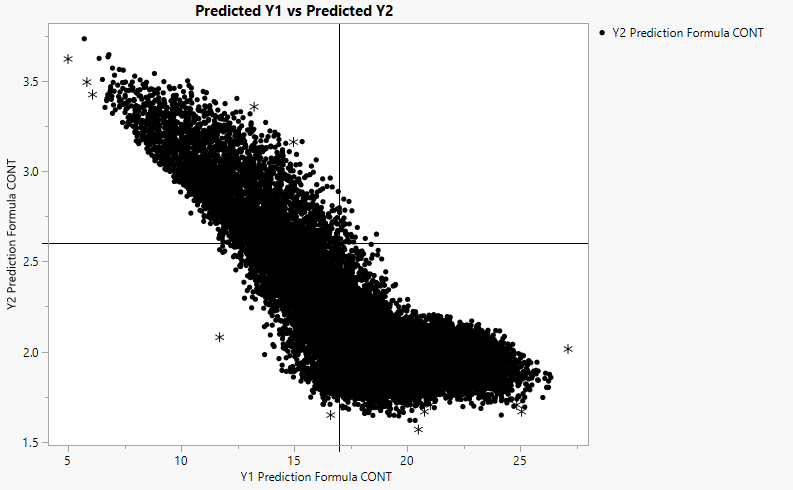 Predicted Y1 vs Predicted Y2
Y2 Prediction Formula CONT
3.5
3.0
2.5
2.0
1.5
Y2 Prediction Formula CONT
5
10
15
20
25
Y1 Prediction Formula CONT